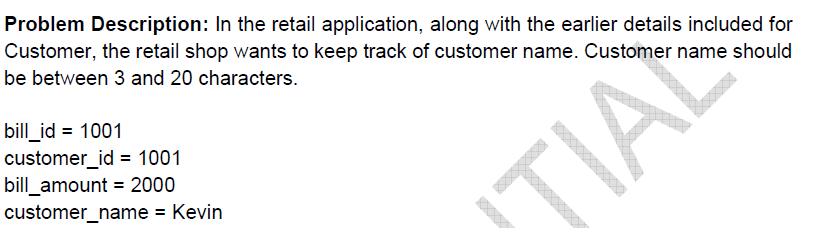 Problem Description: In the retail application, along with the earlier details included for
Customer, the retail shop wants to keep track of customer name. Customer name should
be between 3 and 20 characters.
bill_id = 1001
customer_id = 1001
bill_amount = 2000
customer_name = Kevin
NTIAL